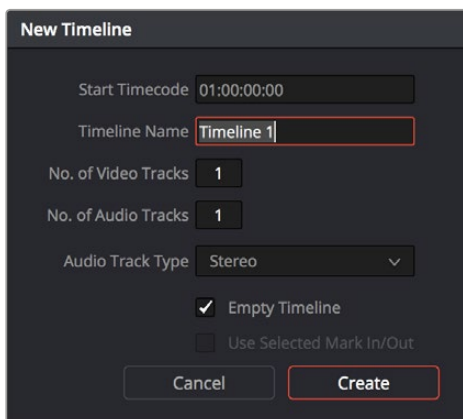 New Timeline
Start Timecode 01:00:00:00
Timeline Name Timeline 1
No. of Video Tracks 1
No. of Audio Tracks 1
Audio Track Type Stereo
Empty Timeline
Use Selected Mark In/Out
Cancel Create